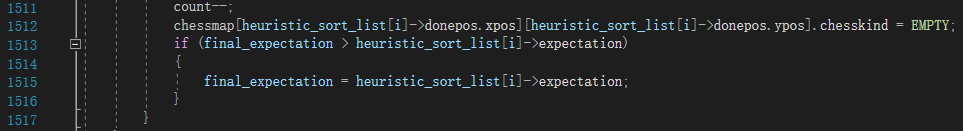 1511 count--;
1512 chessmap[heuristic_sort_list[i]->donepos.xpos][heuristic_sort_list[i]->donepos.ypos].chesskind = EMPTY;
1513 if (final_expectation > heuristic_sort_list[i]->expectation)
1514 {
1515 final_expectation = heuristic_sort_list[i]->expectation;
1516 }
1517 }